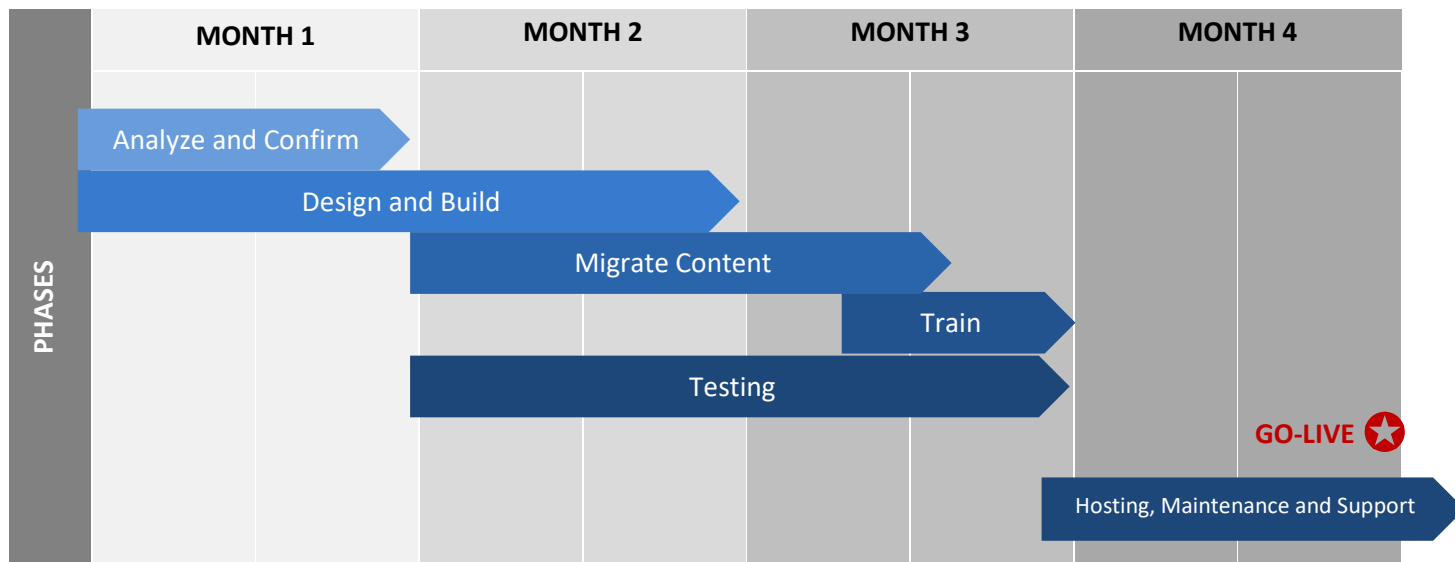 MONTH 1
MONTH 2
MONTH 3
MONTH 4
PHASES
Analyze and Confirm
Design and Build
Migrate Content
Train
Testing
GO-LIVE
Hosting, Maintenance and Support